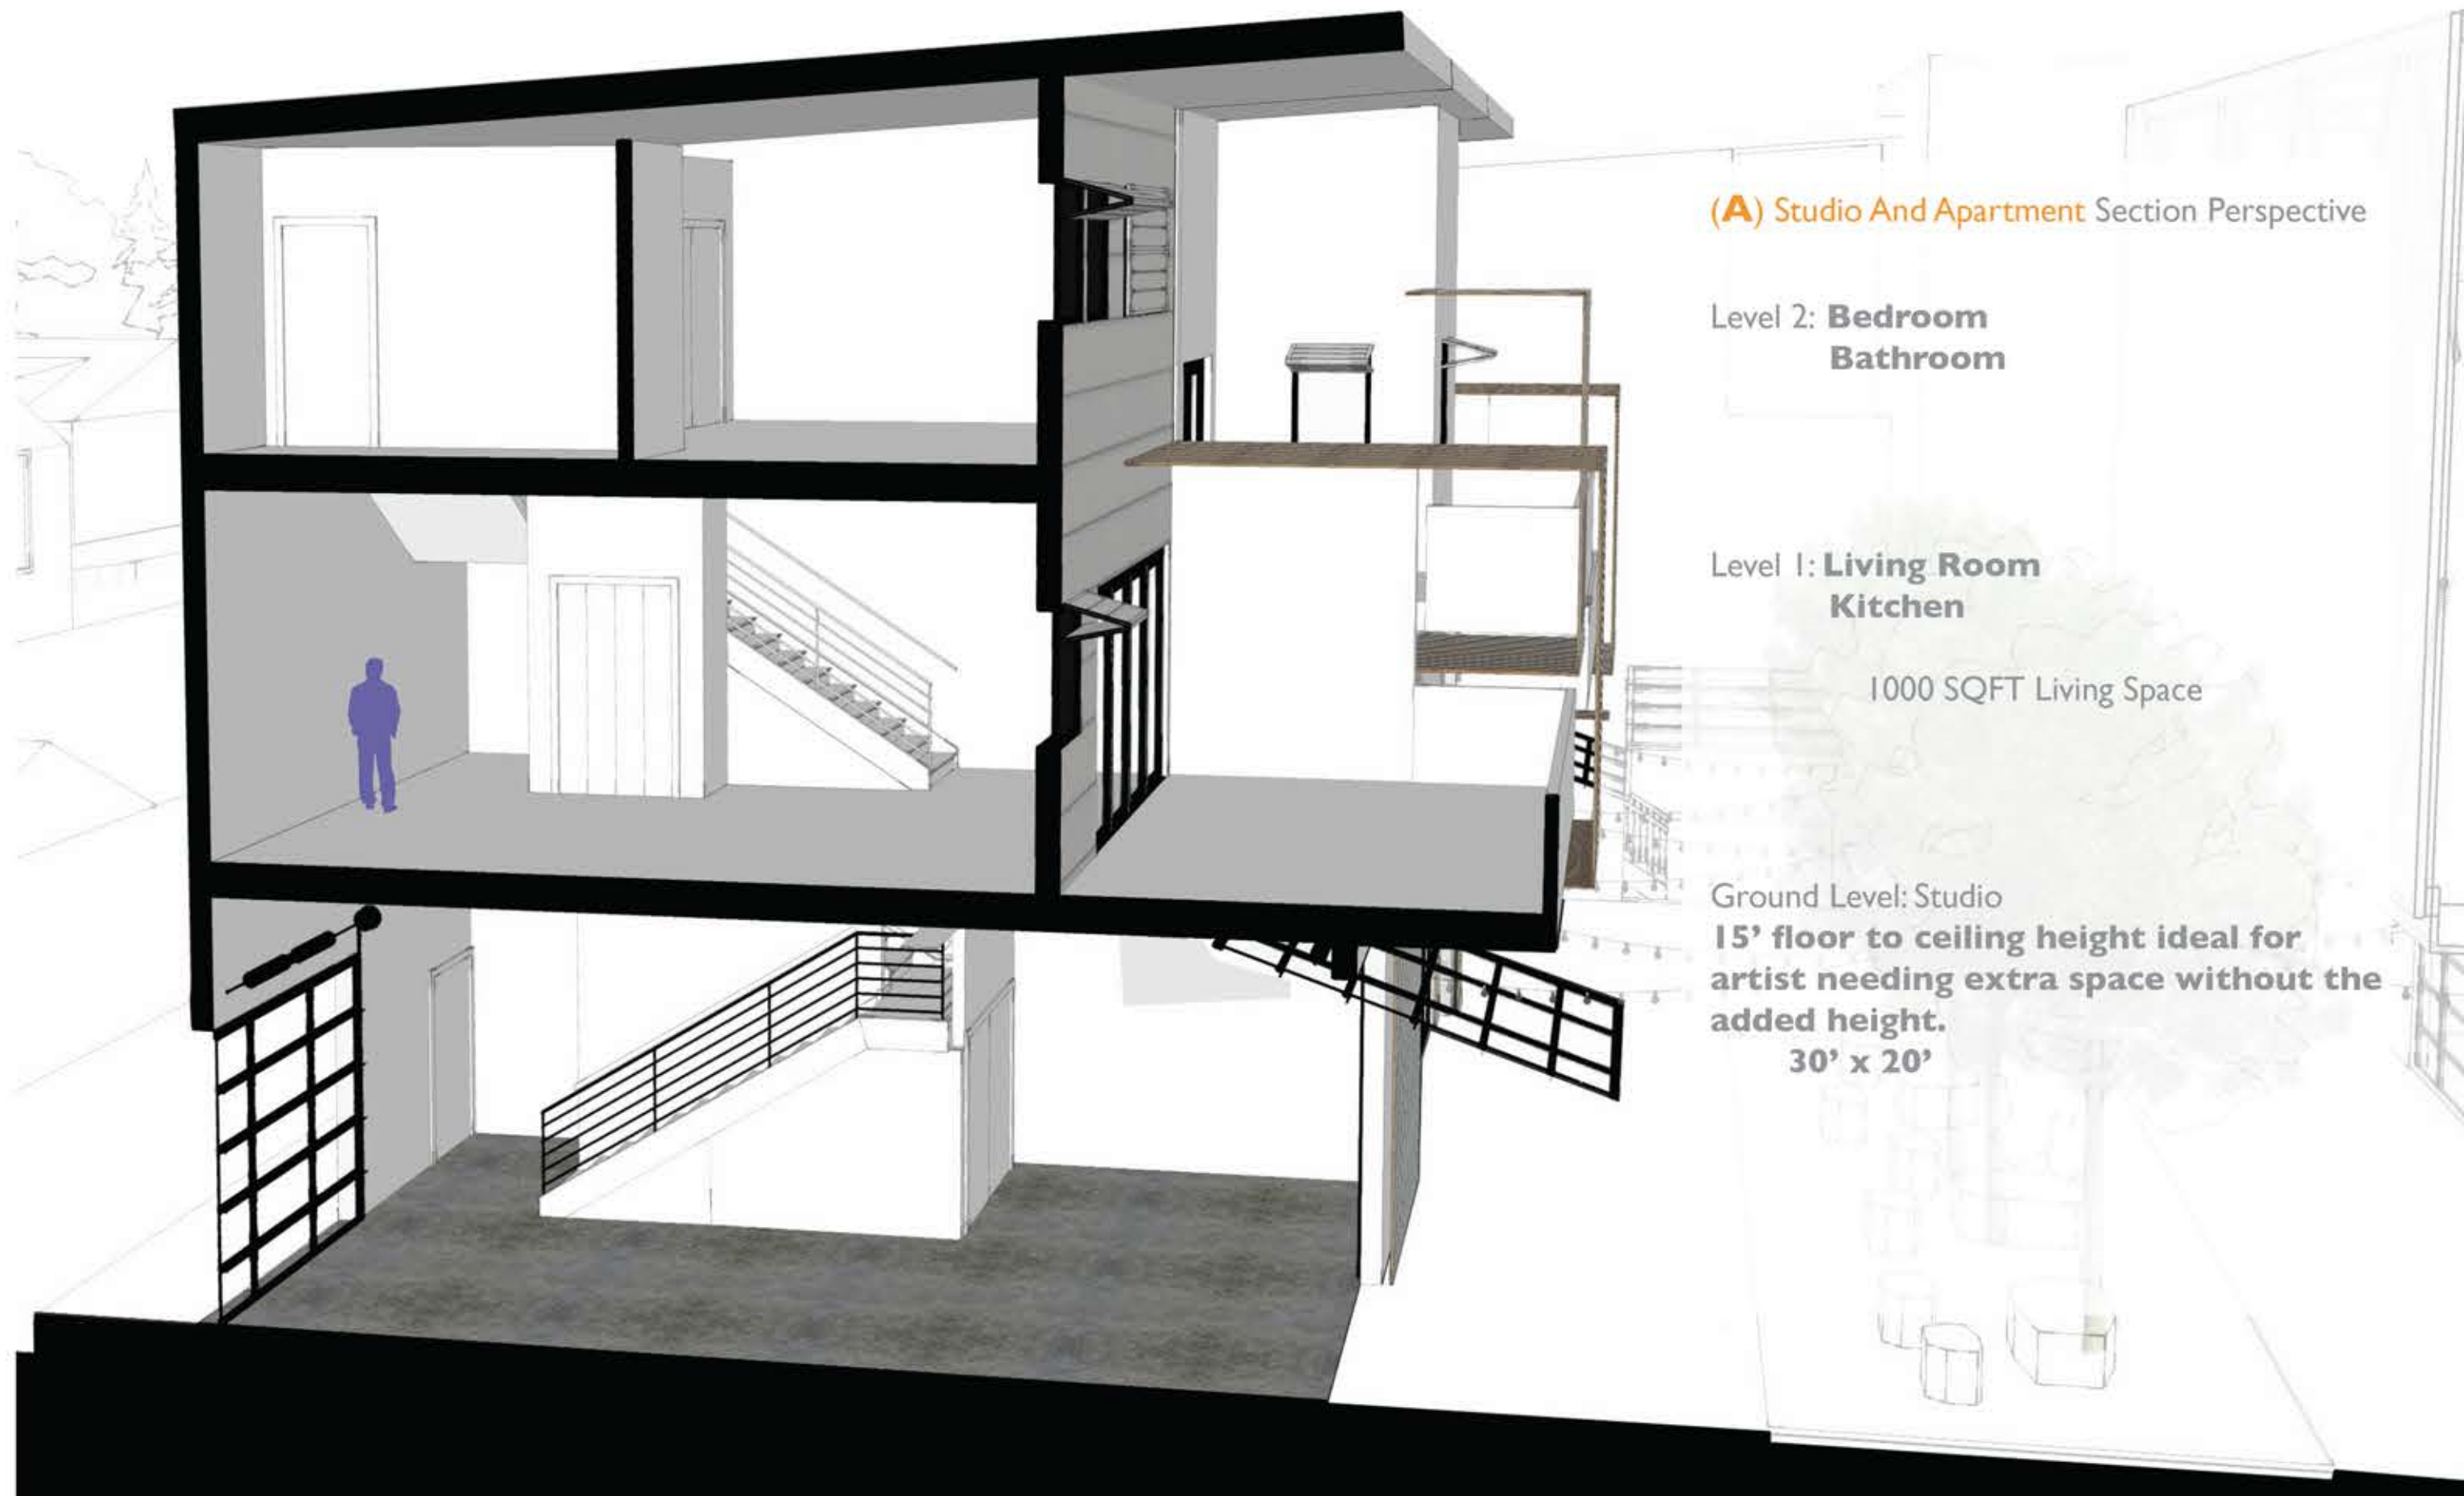 (A) Studio And Apartment Section Perspective
Level 2: Bedroom
Bathroom
Level 1: Living Room
Kitchen
1000 SQFT Living Space
Ground Level: Studio
15’ floor to ceiling height ideal for
artist needing extra space without the
added height.
30’ x 20’